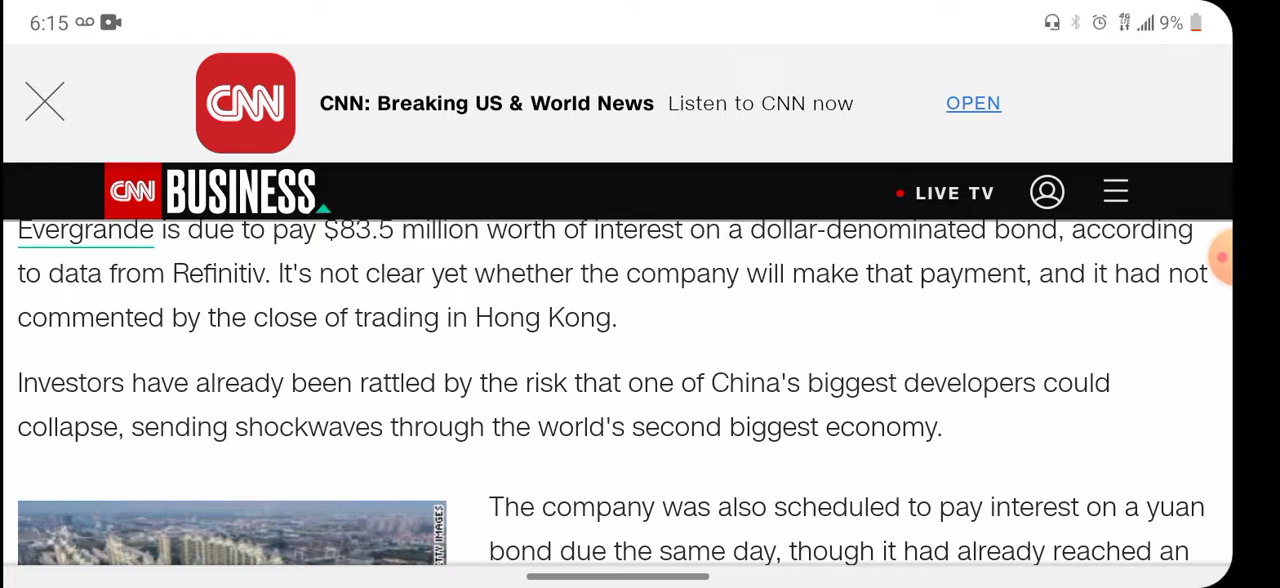 6:15
4G
9%
CNN
CNN: Breaking US & World News Listen to CNN now
OPEN
CNN BUSINESS
LIVE TV
Evergrande is due to pay $83.5 million worth of interest on a dollar-denominated bond, according
to data from Refinitiv. It's not clear yet whether the company will make that payment, and it had not
commented by the close of trading in Hong Kong.
Investors have already been rattled by the risk that one of China's biggest developers could
collapse, sending shockwaves through the world's second biggest economy.
The company was also scheduled to pay interest on a yuan
bond due the same day, though it had already reached an
IMAGES